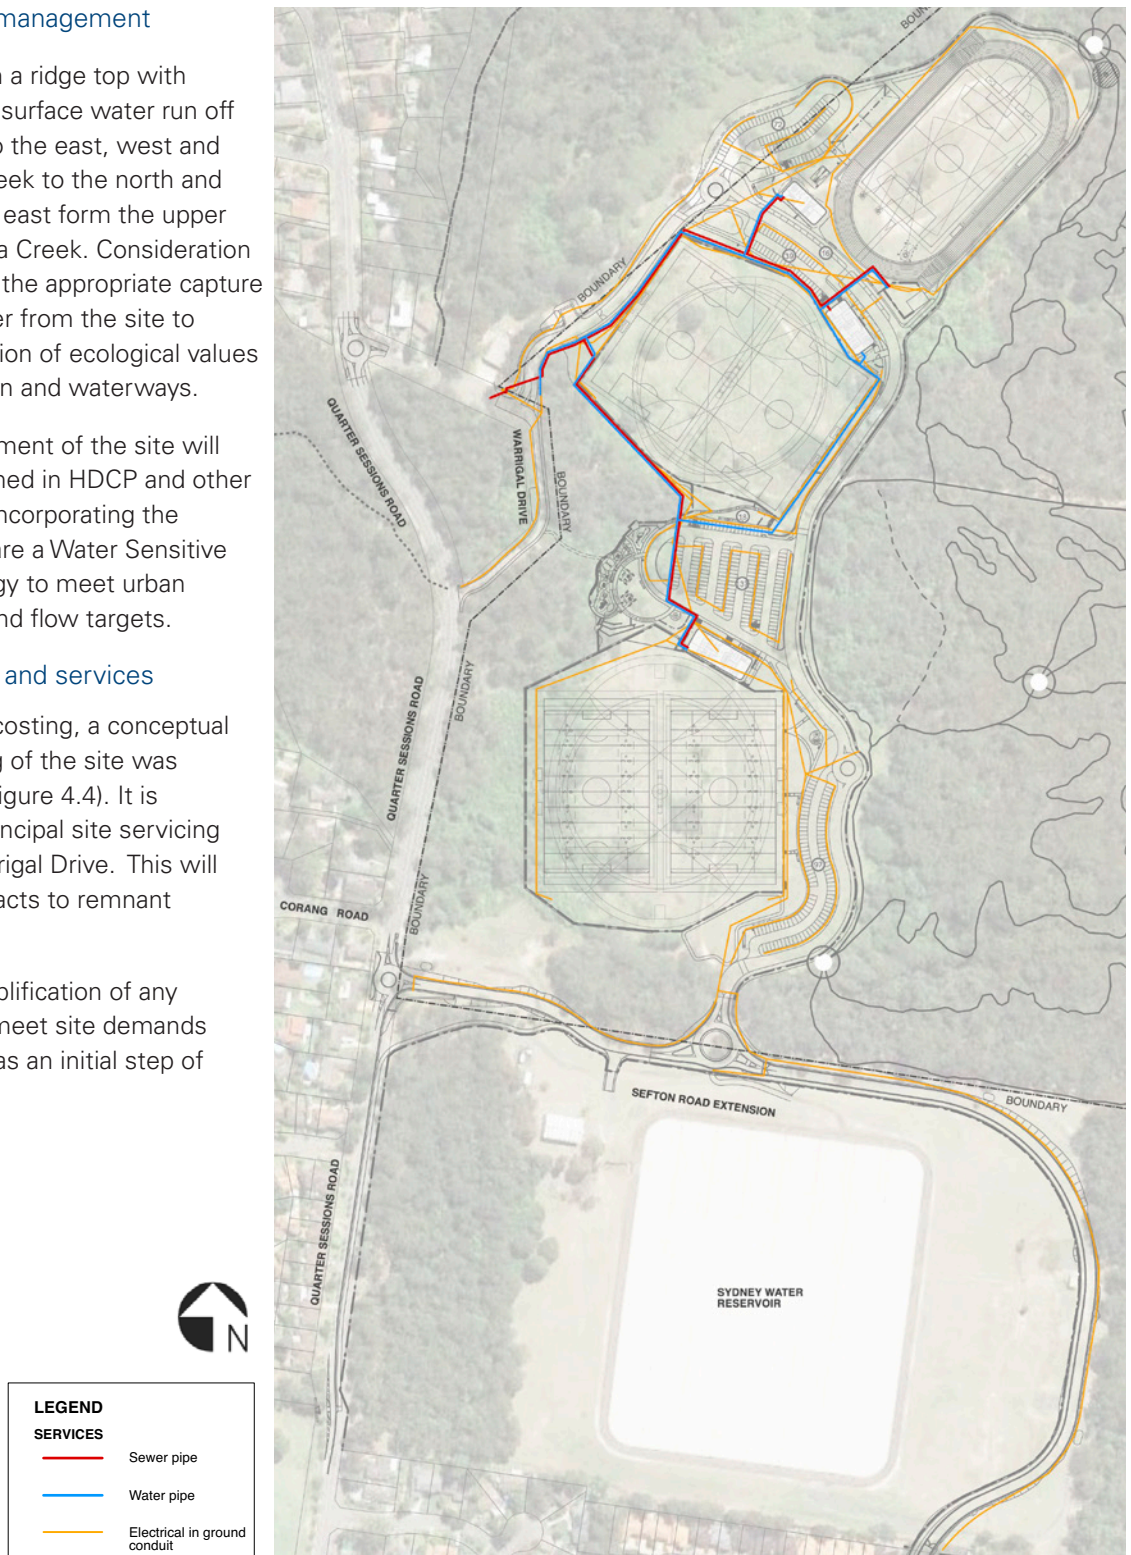 management
a ridge top with
surface water run off
the east, west and
eek to the north and
east form the upper
a Creek. Consideration
the appropriate capture
er from the site to
tion of ecological values
n and waterways.
ment of the site will
ned in HDCP and other
ncorporating the
are a Water Sensitive
gy to meet urban
nd flow targets.
and services
costing, a conceptual
g of the site was
igure 4.4). It is
ncipal site servicing
rigal Drive. This will
acts to remnant
plification of any
meet site demands
as an initial step of
BOUNDARY
QUARTER SESSIONS ROAD
WARRIGAL DRIVE
BOUNDARY
BOUNDARY
QUARTER SESSIONS ROAD
BOUNDARY
CORANG ROAD
SEFTON ROAD EXTENSION
BOUNDARY
QUARTER SESSIONS ROAD
SYDNEY WATER
RESERVOIR
N
LEGEND
SERVICES
Sewer pipe
Water pipe
Electrical in ground
conduit